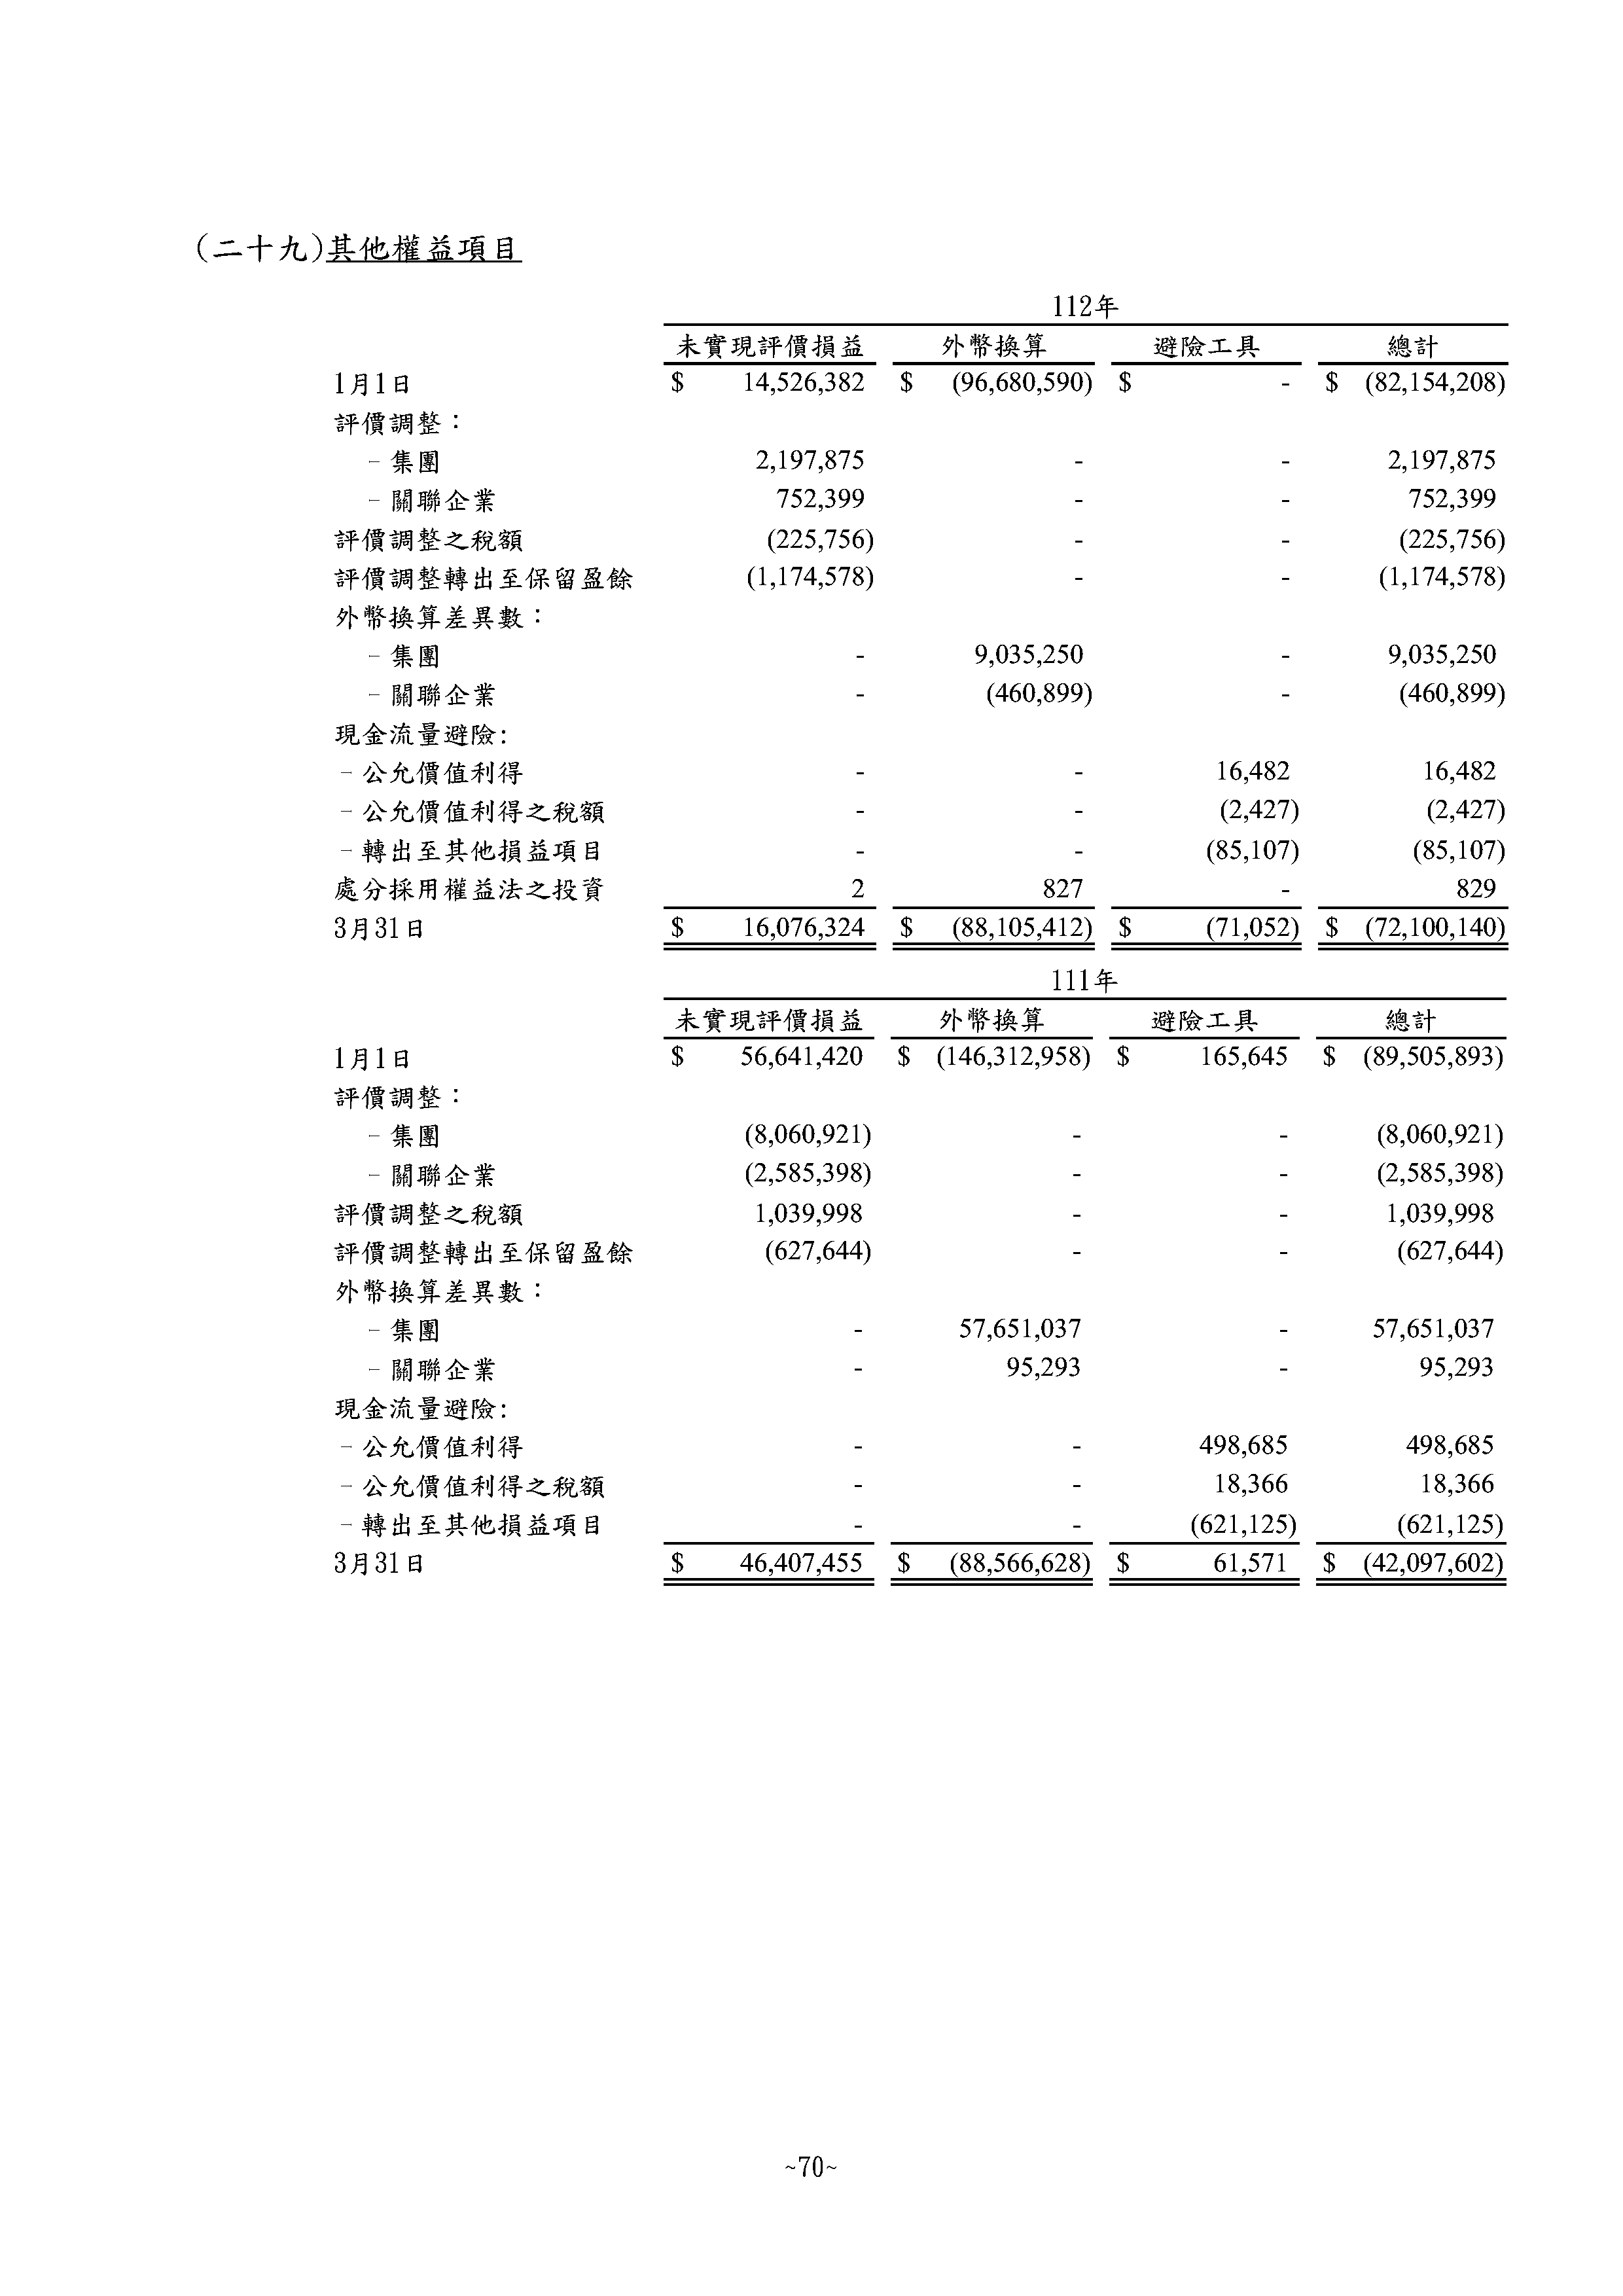 (二十九)其他權益項目
112年
未實現評價損益 外幣換算 避險工具 總計
1月1日 $ 14,526,382 $ (96,680,590) $ - $ (82,154,208)
評價調整：
－集團 2,197,875 - - 2,197,875
－關聯企業 752,399 - - 752,399
評價調整之稅額 (225,756) - - (225,756)
評價調整轉出至保留盈餘 (1,174,578) - - (1,174,578)
外幣換算差異數：
－集團 - 9,035,250 - 9,035,250
－關聯企業 - (460,899) - (460,899)
現金流量避險:
－公允價值利得 - - 16,482 16,482
－公允價值利得之稅額 - - (2,427) (2,427)
－轉出至其他損益項目 - - (85,107) (85,107)
處分採用權益法之投資 2 827 - 829
3月31日 $ 16,076,324 $ (88,105,412) $ (71,052) $ (72,100,140)
111年
未實現評價損益 外幣換算 避險工具 總計
1月1日 $ 56,641,420 $ (146,312,958) $ 165,645 $ (89,505,893)
評價調整：
－集團 (8,060,921) - - (8,060,921)
－關聯企業 (2,585,398) - - (2,585,398)
評價調整之稅額 1,039,998 - - 1,039,998
評價調整轉出至保留盈餘 (627,644) - - (627,644)
外幣換算差異數：
－集團 - 57,651,037 - 57,651,037
－關聯企業 - 95,293 - 95,293
現金流量避險:
－公允價值利得 - - 498,685 498,685
－公允價值利得之稅額 - - 18,366 18,366
－轉出至其他損益項目 - - (621,125) (621,125)
3月31日 $ 46,407,455 $ (88,566,628) $ 61,571 $ (42,097,602)
~70~